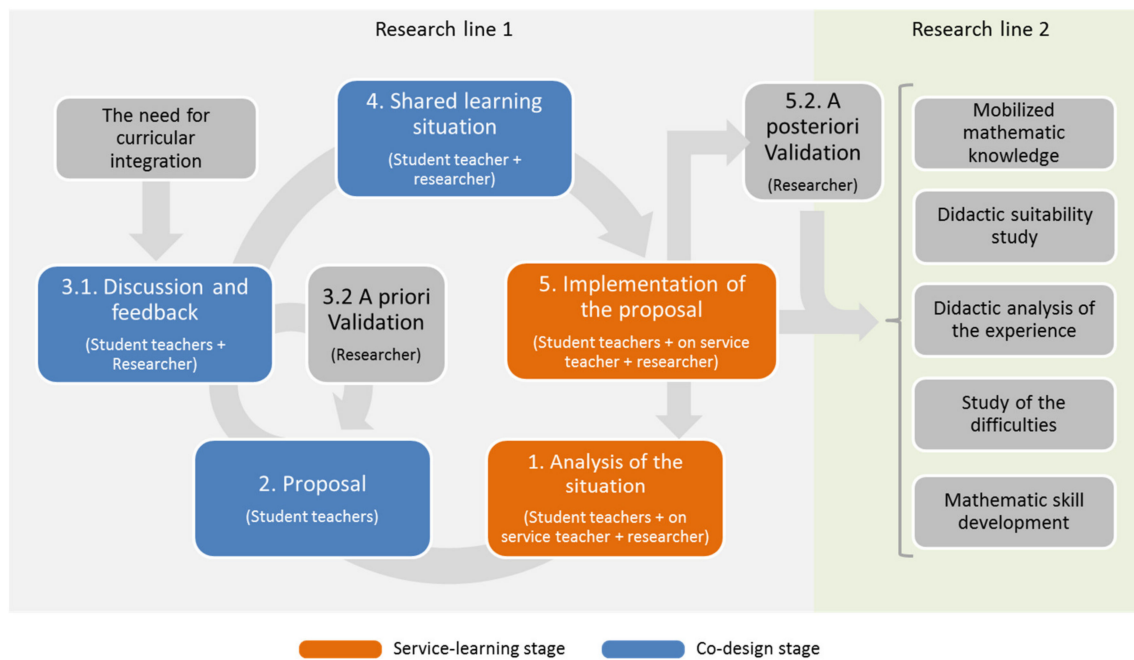 Research line 1
Research line 2
The need for
curricular
integration
4. Shared learning
situation
(Student teacher +
researcher)
5.2. A
posteriori
Validation
(Researcher)
3.1. Discussion and
feedback
(Student teachers +
Researcher)
3.2 A priori
Validation
(Researcher)
5. Implementation of
the proposal
(Student teachers + on service
teacher + researcher)
2. Proposal
(Student teachers)
1. Analysis of the
situation
(Student teachers + on
service teacher + researcher)
Mobilized
mathematic
knowledge
Didactic suitability
study
Didactic analysis of
the experience
Study of the
difficulties
Mathematic skill
development
Service-learning stage
Co-design stage